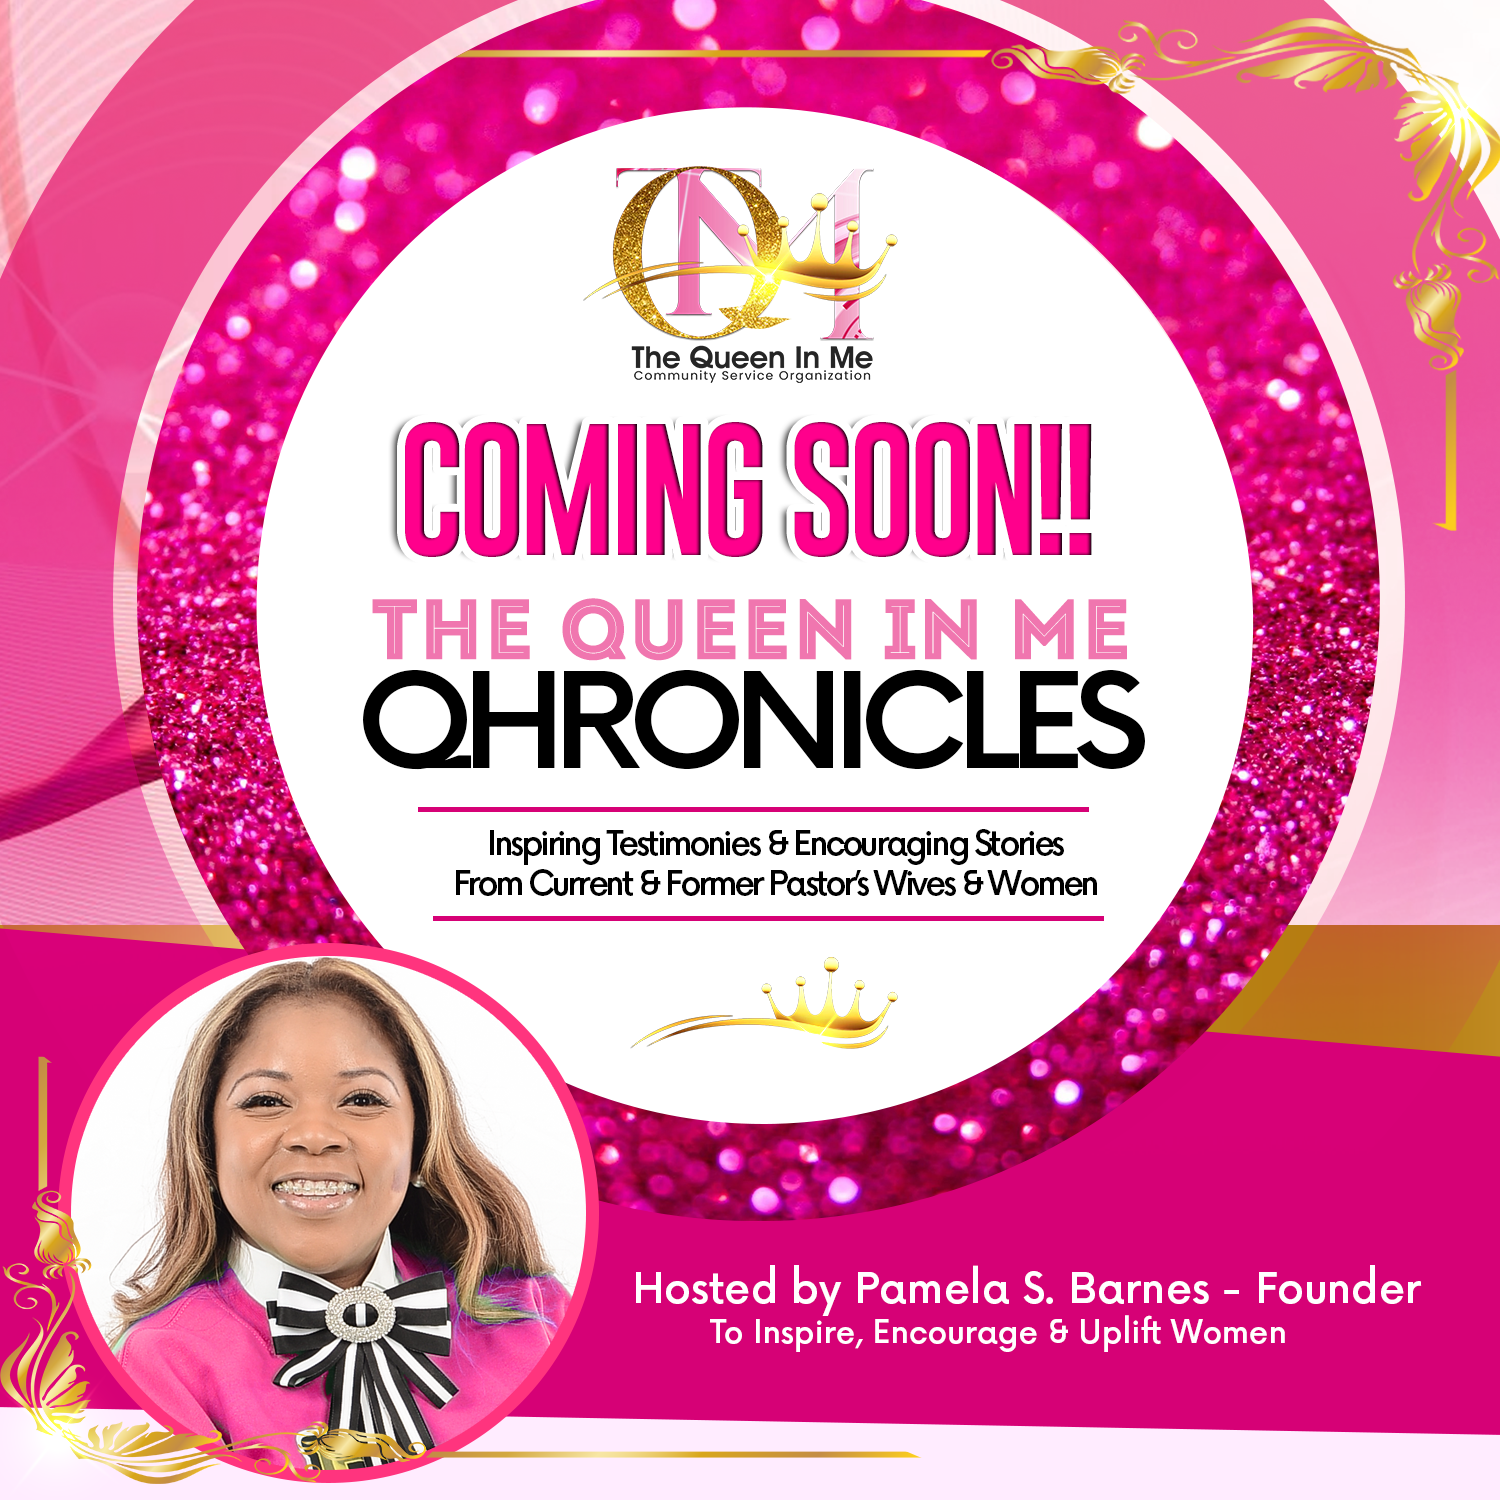 TQNM
The Queen In Me
Community Service Organization
COMING SOON!!
THE QUEEN IN ME
QHRONICLES
Inspiring Testimonies & Encouraging Stories
From Current & Former Pastor's Wives & Women
Hosted by Pamela S. Barnes - Founder
To Inspire, Encourage & Uplift Women